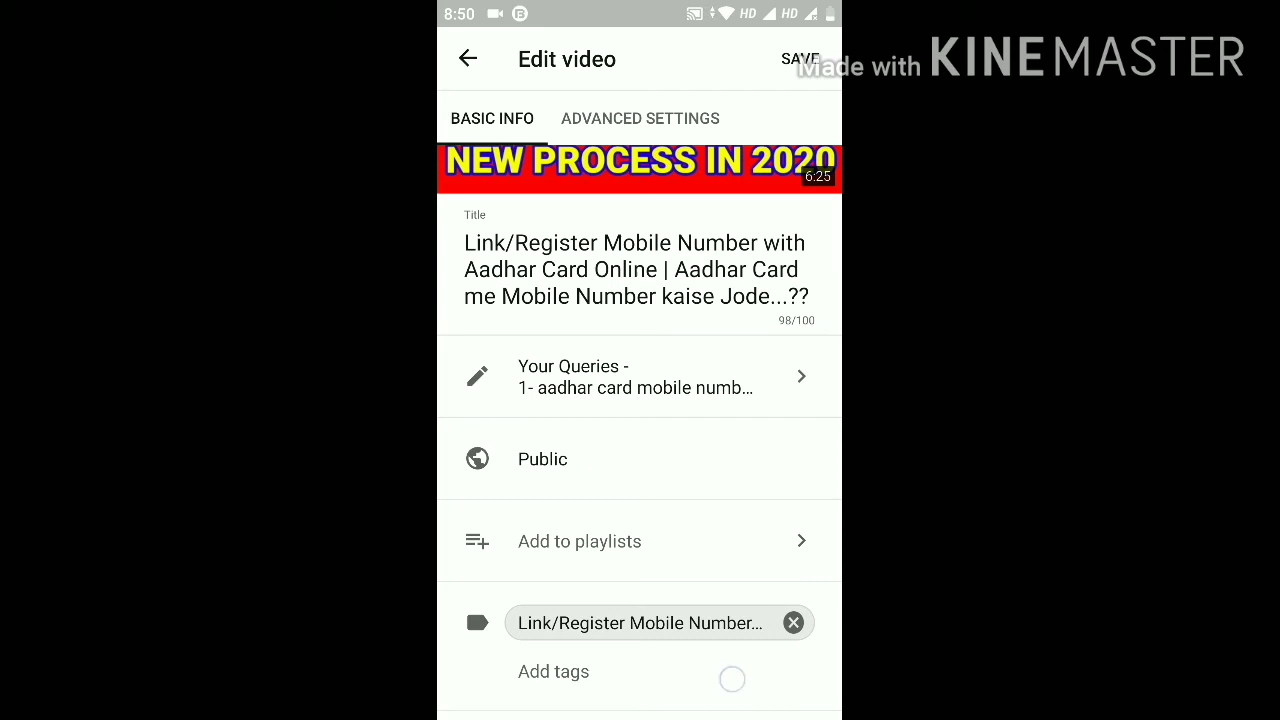 8:50 HD HD
Made with KINEMASTER
Edit video SAVE
BASIC INFO ADVANCED SETTINGS
NEW PROCESS IN 2020
6:25
Title
Link/Register Mobile Number with
Aadhar Card Online | Aadhar Card
me Mobile Number kaise Jode...??
98/100
Your Queries -
1- aadhar card mobile numb...
Public
Add to playlists
Link/Register Mobile Number...
Add tags